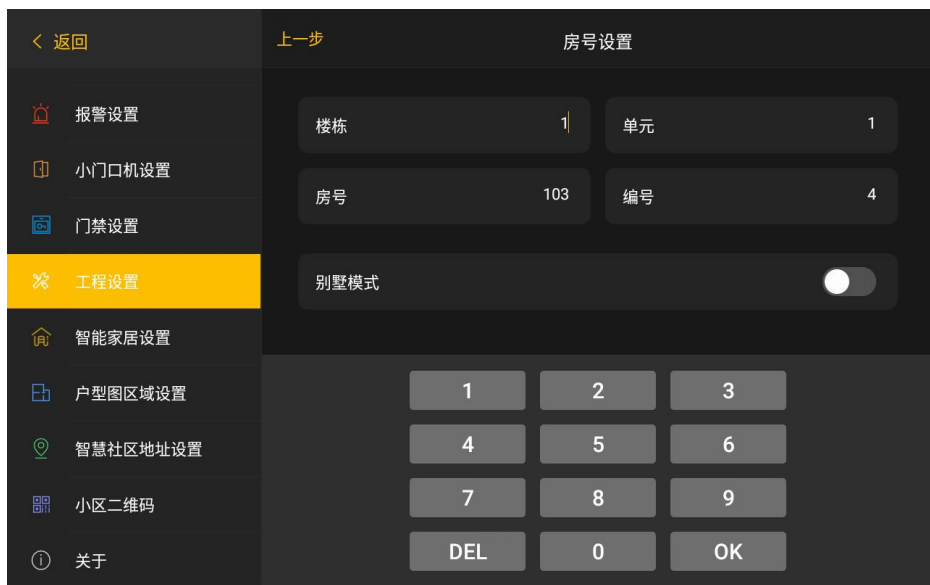 返回
报警设置
小门口机设置
门禁设置
工程设置
智能家居设置
户型图区域设置
智慧社区地址设置
小区二维码
关于
上一步
房号设置
楼栋 1
单元 1
房号 103
编号 4
别墅模式
1 2 3
4 5 6
7 8 9
DEL 0 OK